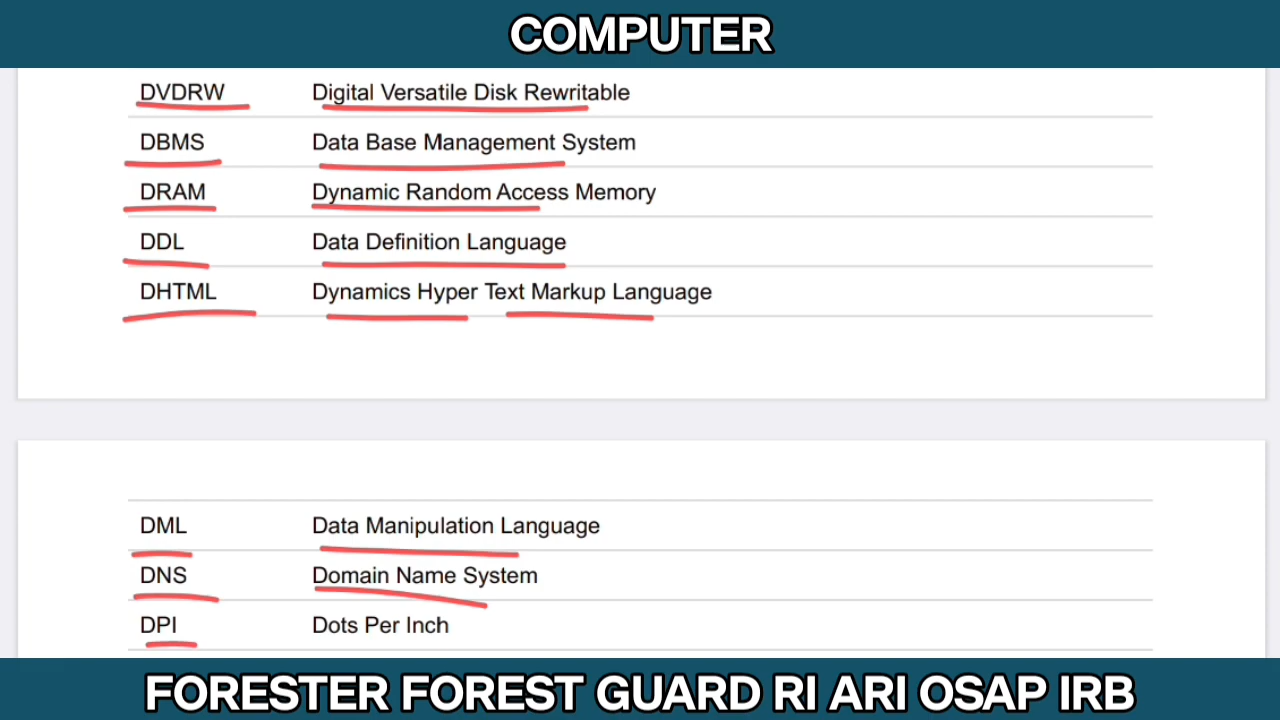 COMPUTER
DVDRW Digital Versatile Disk Rewritable
DBMS Data Base Management System
DRAM Dynamic Random Access Memory
DDL Data Definition Language
DHTML Dynamics Hyper Text Markup Language
DML Data Manipulation Language
DNS Domain Name System
DPI Dots Per Inch
FORESTER FOREST GUARD RI ARI OSAP IRB